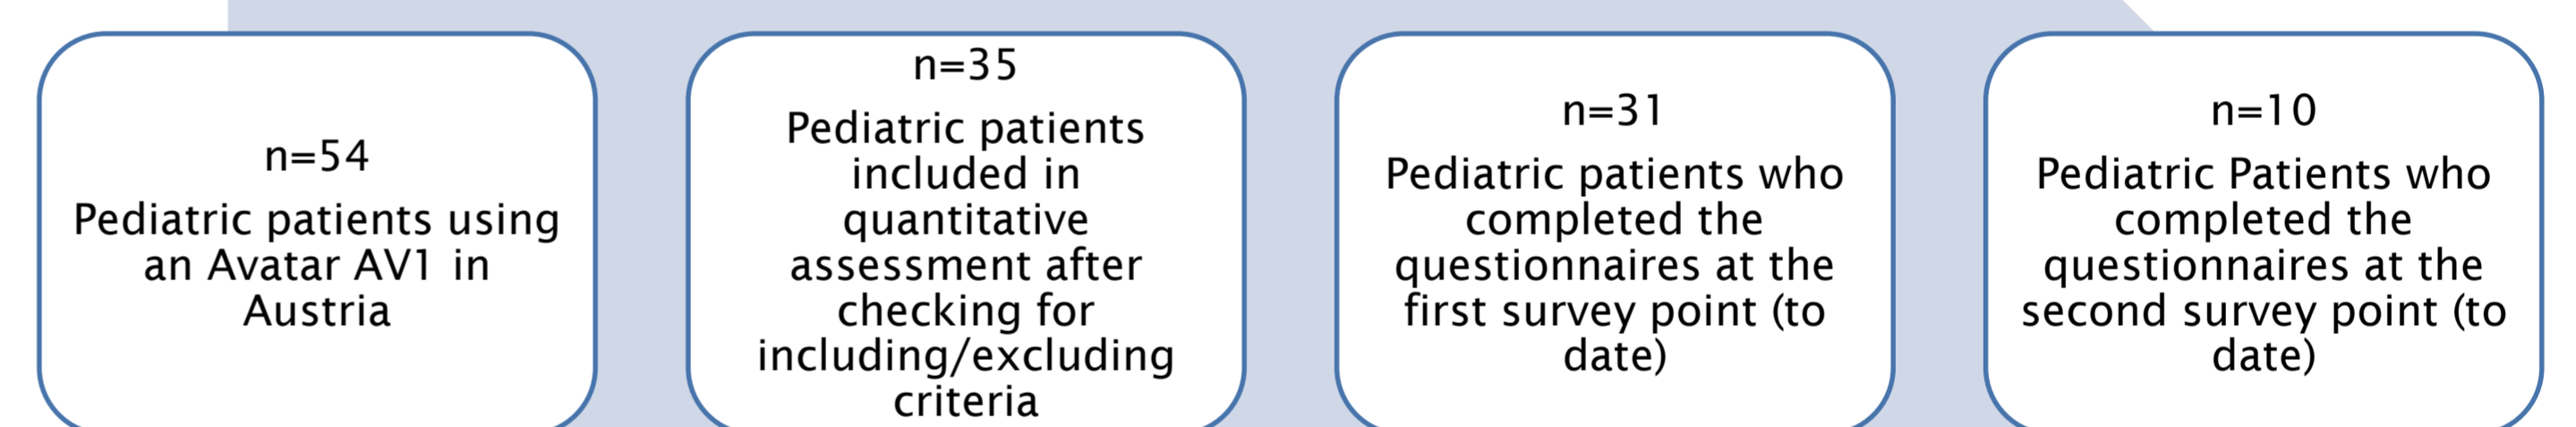 n=54
Pediatric patients using
an Avatar AV1 in
Austria
n=35
Pediatric patients
included in
quantitative
assessment after
checking for
including/excluding
criteria
n=31
Pediatric patients who
completed the
questionnaires at the
first survey point (to
date)
n=10
Pediatric Patients who
completed the
questionnaires at the
second survey point (to
date)